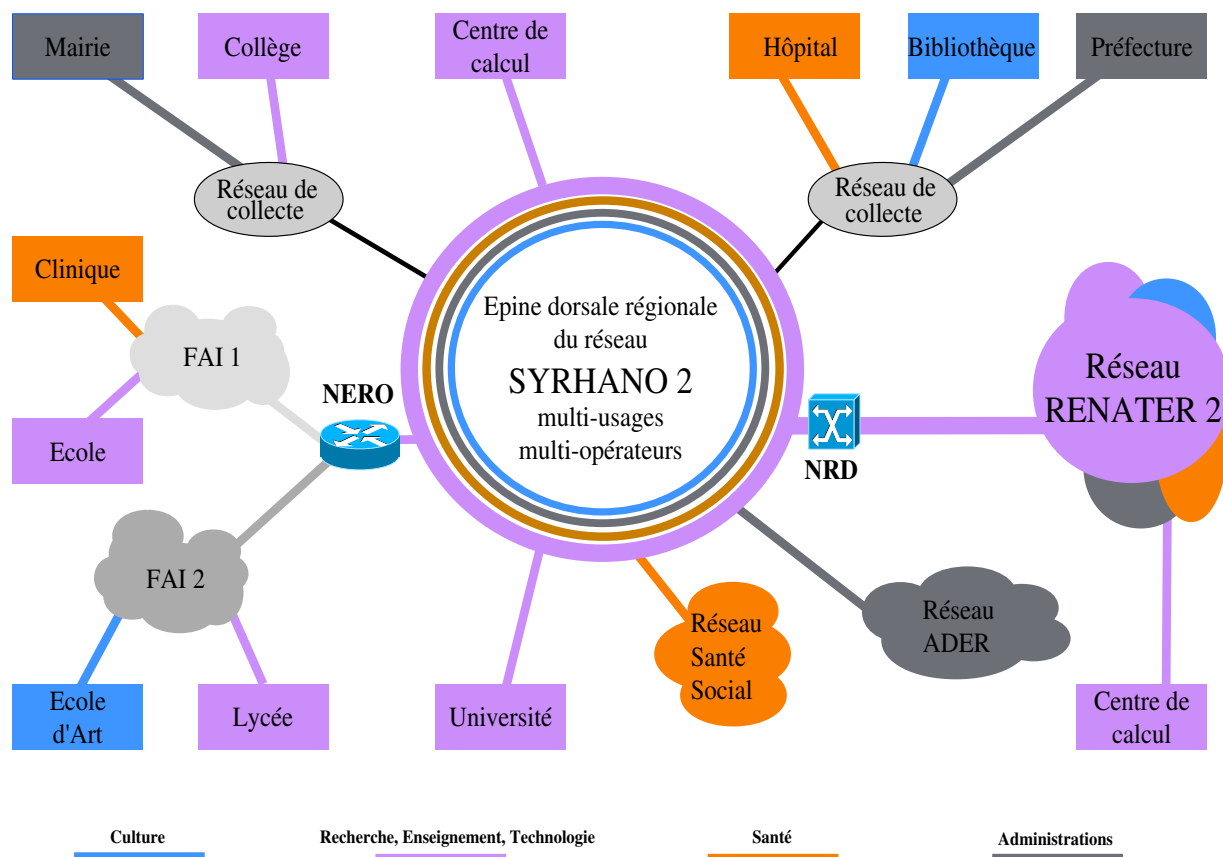 Mairie
Collège
Centre de
calcul
Hôpital
Bibliothèque
Préfecture
Réseau de
collecte
Réseau de
collecte
Clinique
FAI 1
Ecole
NERO
Epine dorsale régionale
du réseau
SYRHANO 2
multi-usages
multi-opérateurs
NRD
Réseau
RENATER 2
FAI 2
Ecole
d'Art
Lycée
Université
Réseau
Santé
Social
Réseau
ADER
Centre de
calcul
Culture
Recherche, Enseignement, Technologie
Santé
Administrations